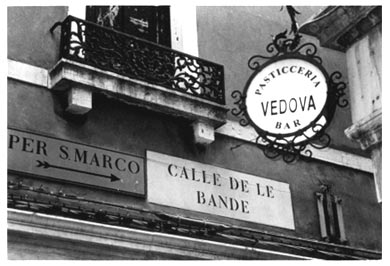 PASTICCERIA
VEDOVA
BAR
PER S. MARCO
CALLE DE LE
BANDE